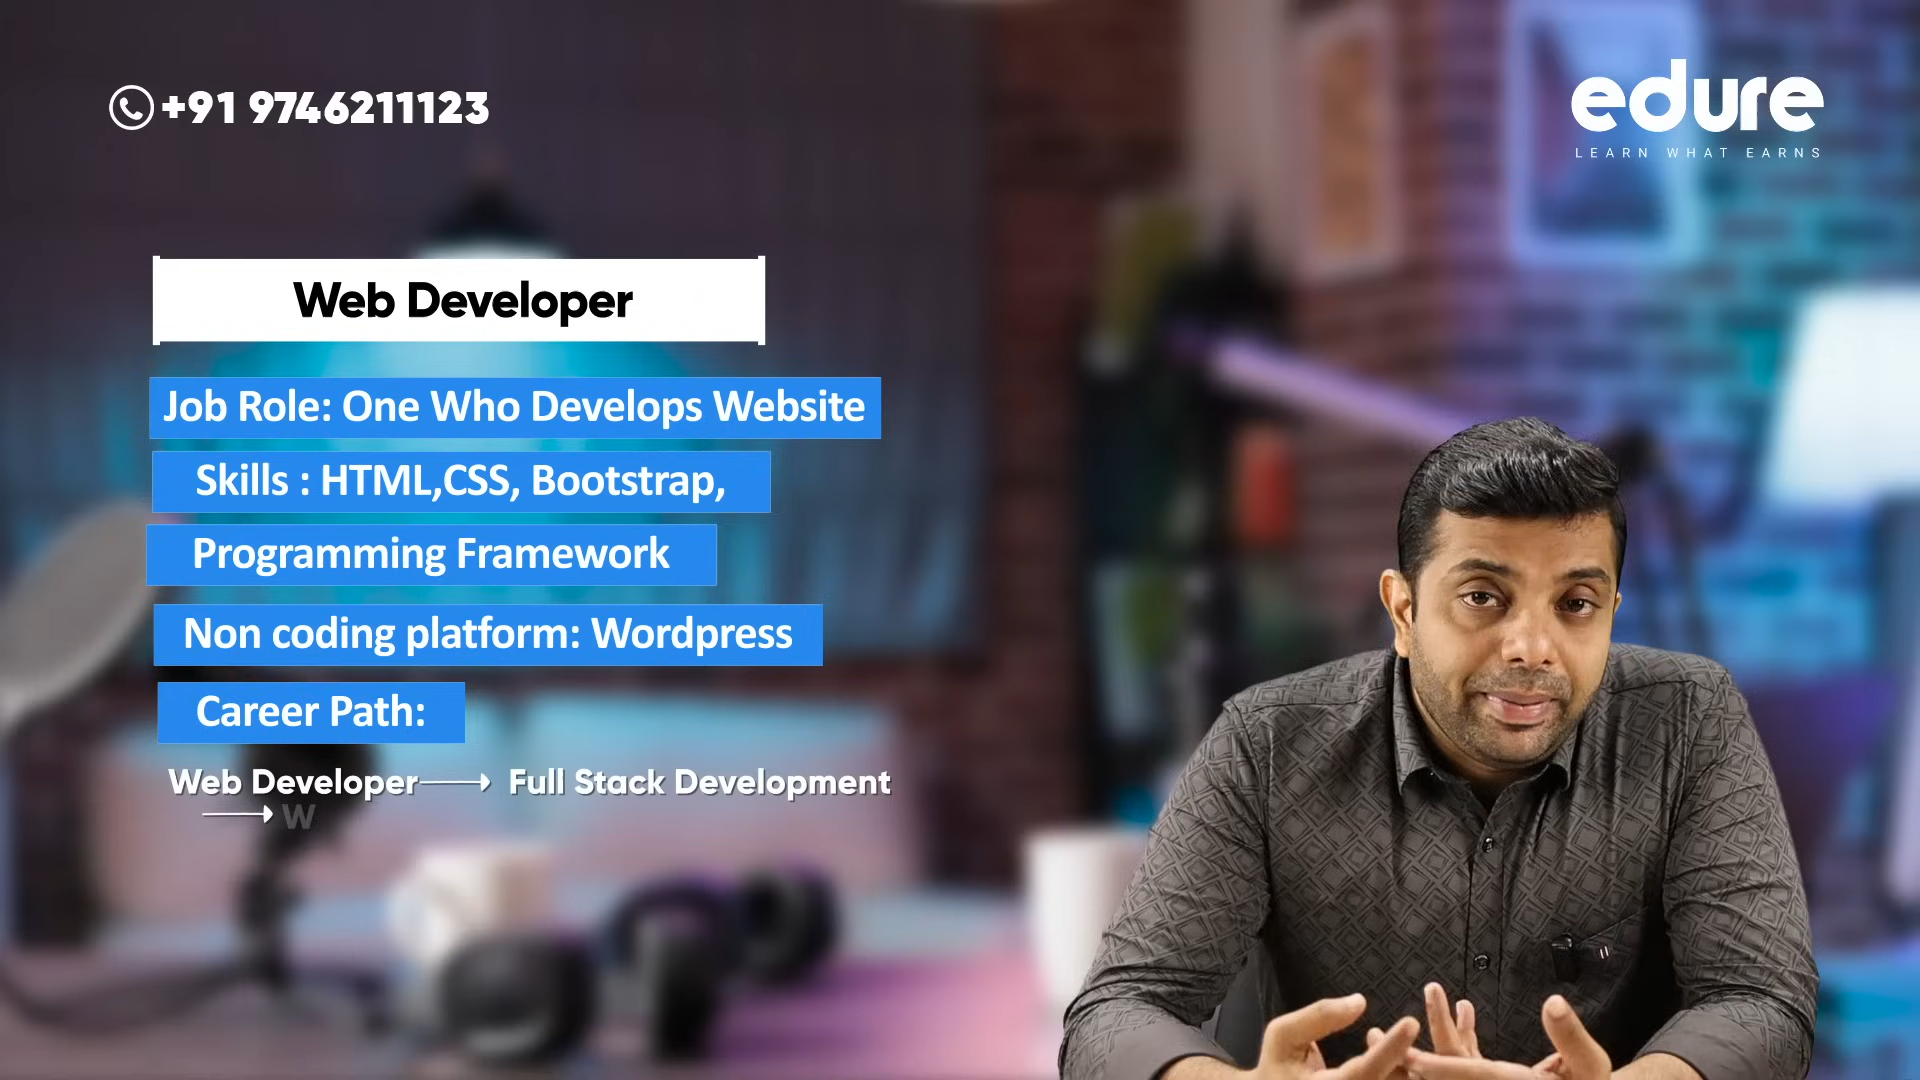 +91 9746211123
edure
LEARN WHAT EARNS
Web Developer
Job Role: One Who Develops Website
Skills : HTML,CSS, Bootstrap,
Programming Framework
Non coding platform: Wordpress
Career Path:
Web Developer → Full Stack Development
→ W